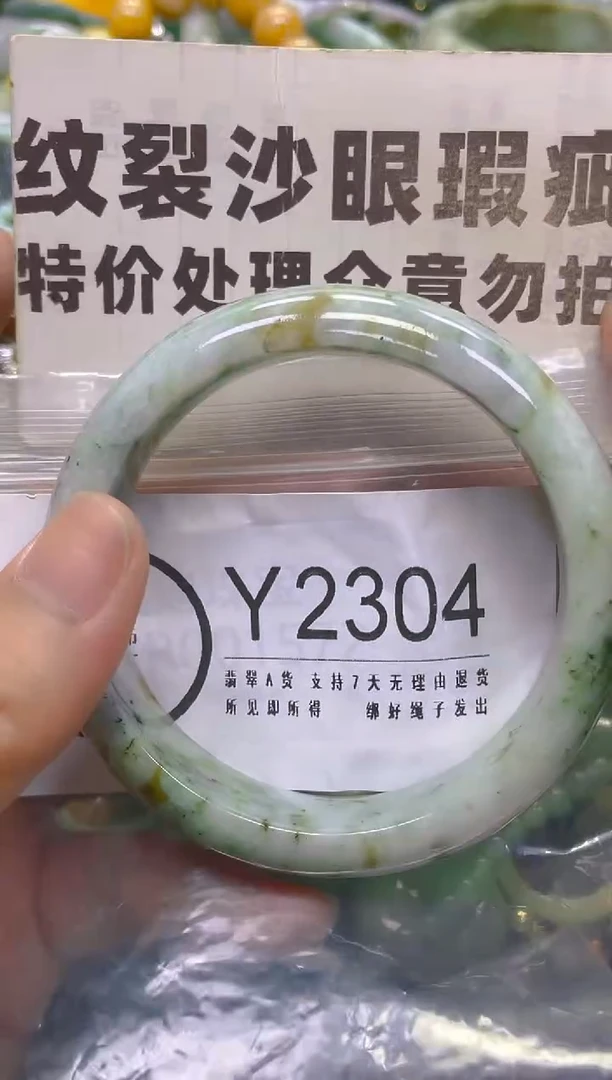 纹裂沙眼瑕疵
特价处理介意勿拍
Y2304
翡翠A货 支持7天无理由退货
所见即所得 绑好绳子发出